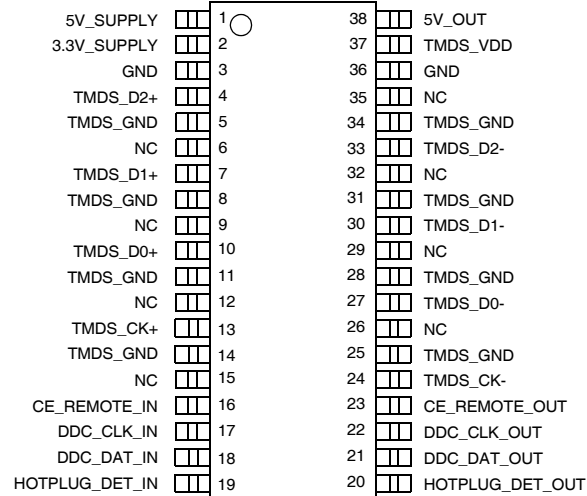 5V_SUPPLY 1 38 5V_OUT
3.3V_SUPPLY 2 37 TMDS_VDD
GND 3 36 GND
TMDS_D2+ 4 35 NC
TMDS_GND 5 34 TMDS_GND
NC 6 33 TMDS_D2-
TMDS_D1+ 7 32 NC
TMDS_GND 8 31 TMDS_GND
NC 9 30 TMDS_D1-
TMDS_D0+ 10 29 NC
TMDS_GND 11 28 TMDS_GND
NC 12 27 TMDS_D0-
TMDS_CK+ 13 26 NC
TMDS_GND 14 25 TMDS_GND
NC 15 24 TMDS_CK-
CE_REMOTE_IN 16 23 CE_REMOTE_OUT
DDC_CLK_IN 17 22 DDC_CLK_OUT
DDC_DAT_IN 18 21 DDC_DAT_OUT
HOTPLUG_DET_IN 19 20 HOTPLUG_DET_OUT